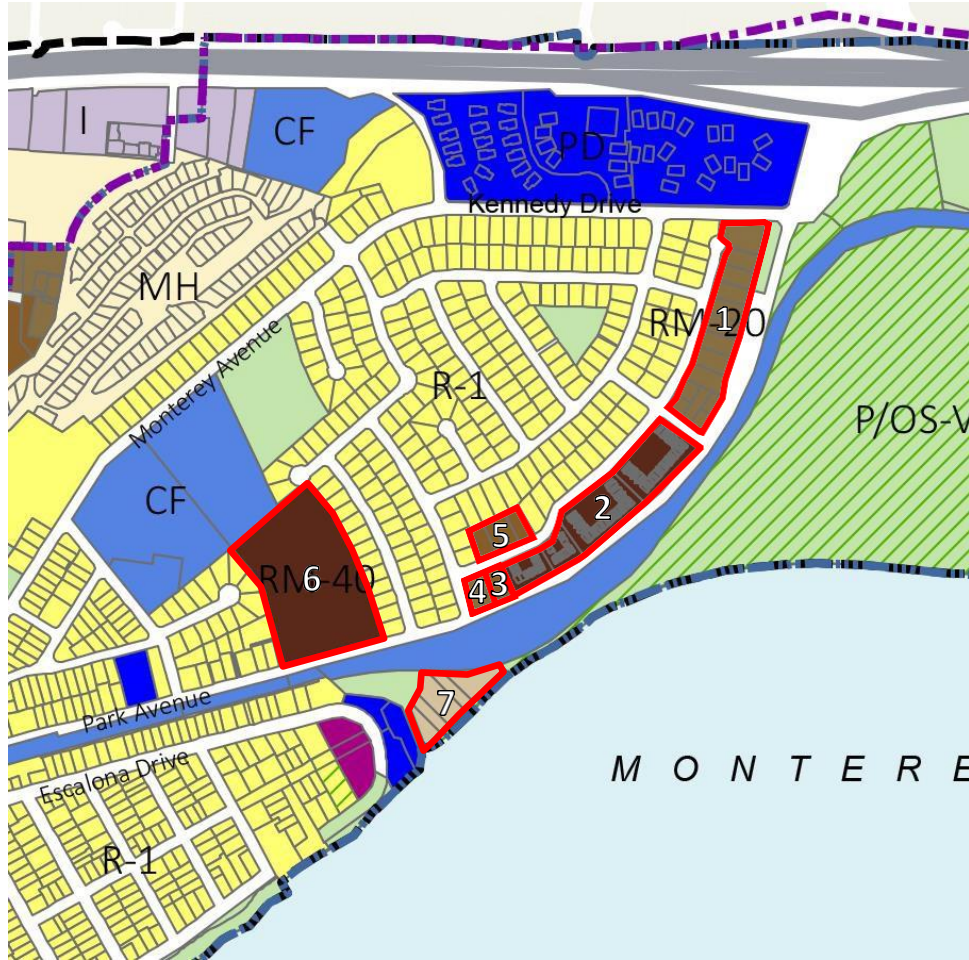 I
CF
PD
Kennedy Drive
MH
RM-20
1
Monterey Avenue
R-1
P/OS-V
CF
2
5
RM-40
6
4
3
7
Park Avenue
Escalona Drive
MONTERE
R-1